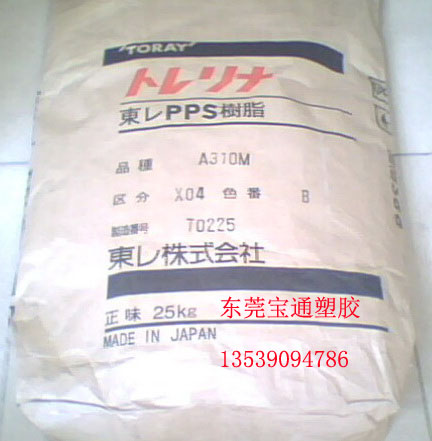 TORAY
トレリナ
東レPPS樹脂
品種 A310M
区分 X04 色番 B
製造番号 T0225
東レ株式会社
正味 25kg
MADE IN JAPAN
东莞宝通塑胶
13539094786